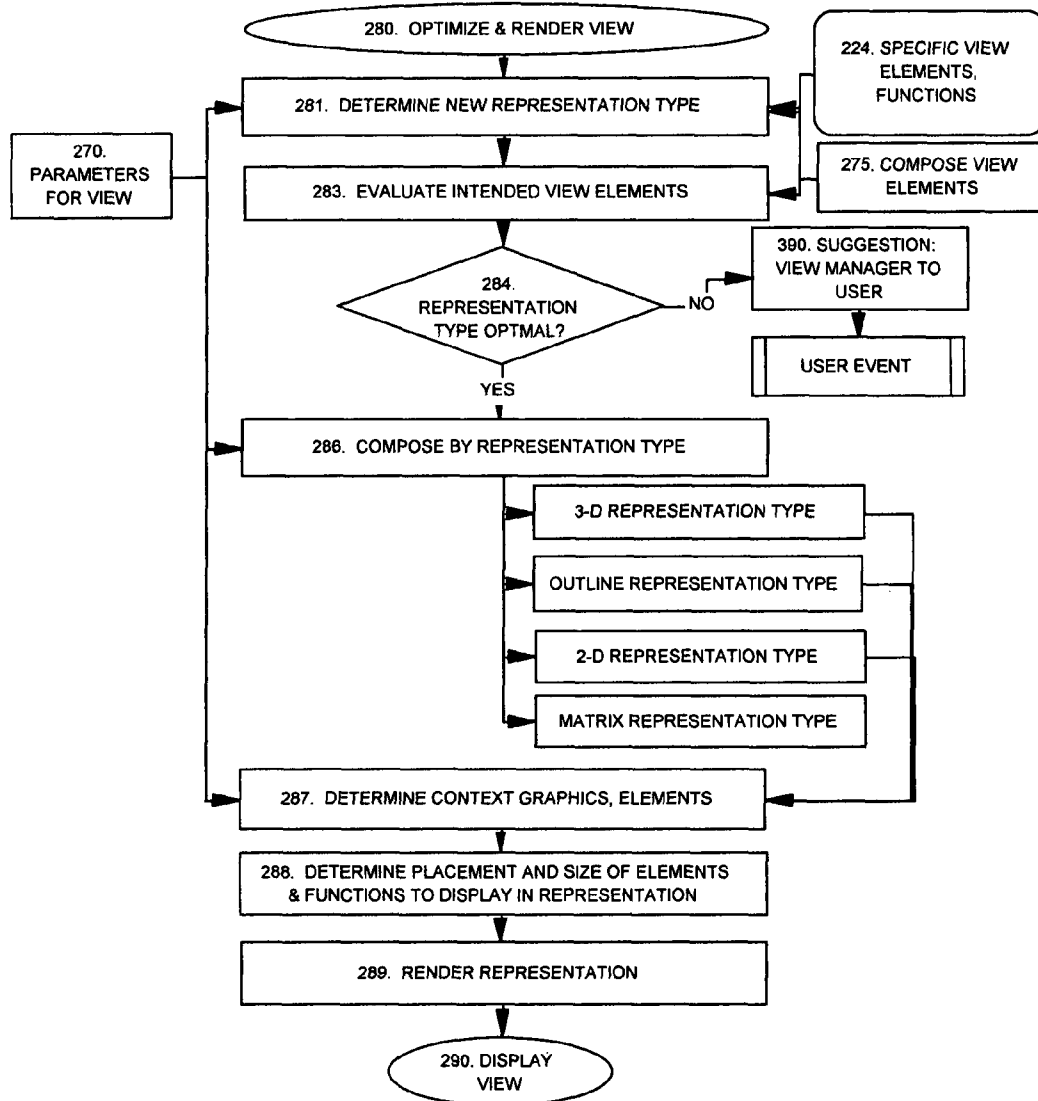 280. OPTIMIZE & RENDER VIEW
224. SPECIFIC VIEW
ELEMENTS,
FUNCTIONS
281. DETERMINE NEW REPRESENTATION TYPE
270.
PARAMETERS
FOR VIEW
283. EVALUATE INTENDED VIEW ELEMENTS
275. COMPOSE VIEW
ELEMENTS
284.
REPRESENTATION
TYPE OPTMAL?
NO
390. SUGGESTION:
VIEW MANAGER TO
USER
USER EVENT
YES
286. COMPOSE BY REPRESENTATION TYPE
3-D REPRESENTATION TYPE
OUTLINE REPRESENTATION TYPE
2-D REPRESENTATION TYPE
MATRIX REPRESENTATION TYPE
287. DETERMINE CONTEXT GRAPHICS, ELEMENTS
288. DETERMINE PLACEMENT AND SIZE OF ELEMENTS
& FUNCTIONS TO DISPLAY IN REPRESENTATION
289. RENDER REPRESENTATION
290. DISPLAY
VIEW